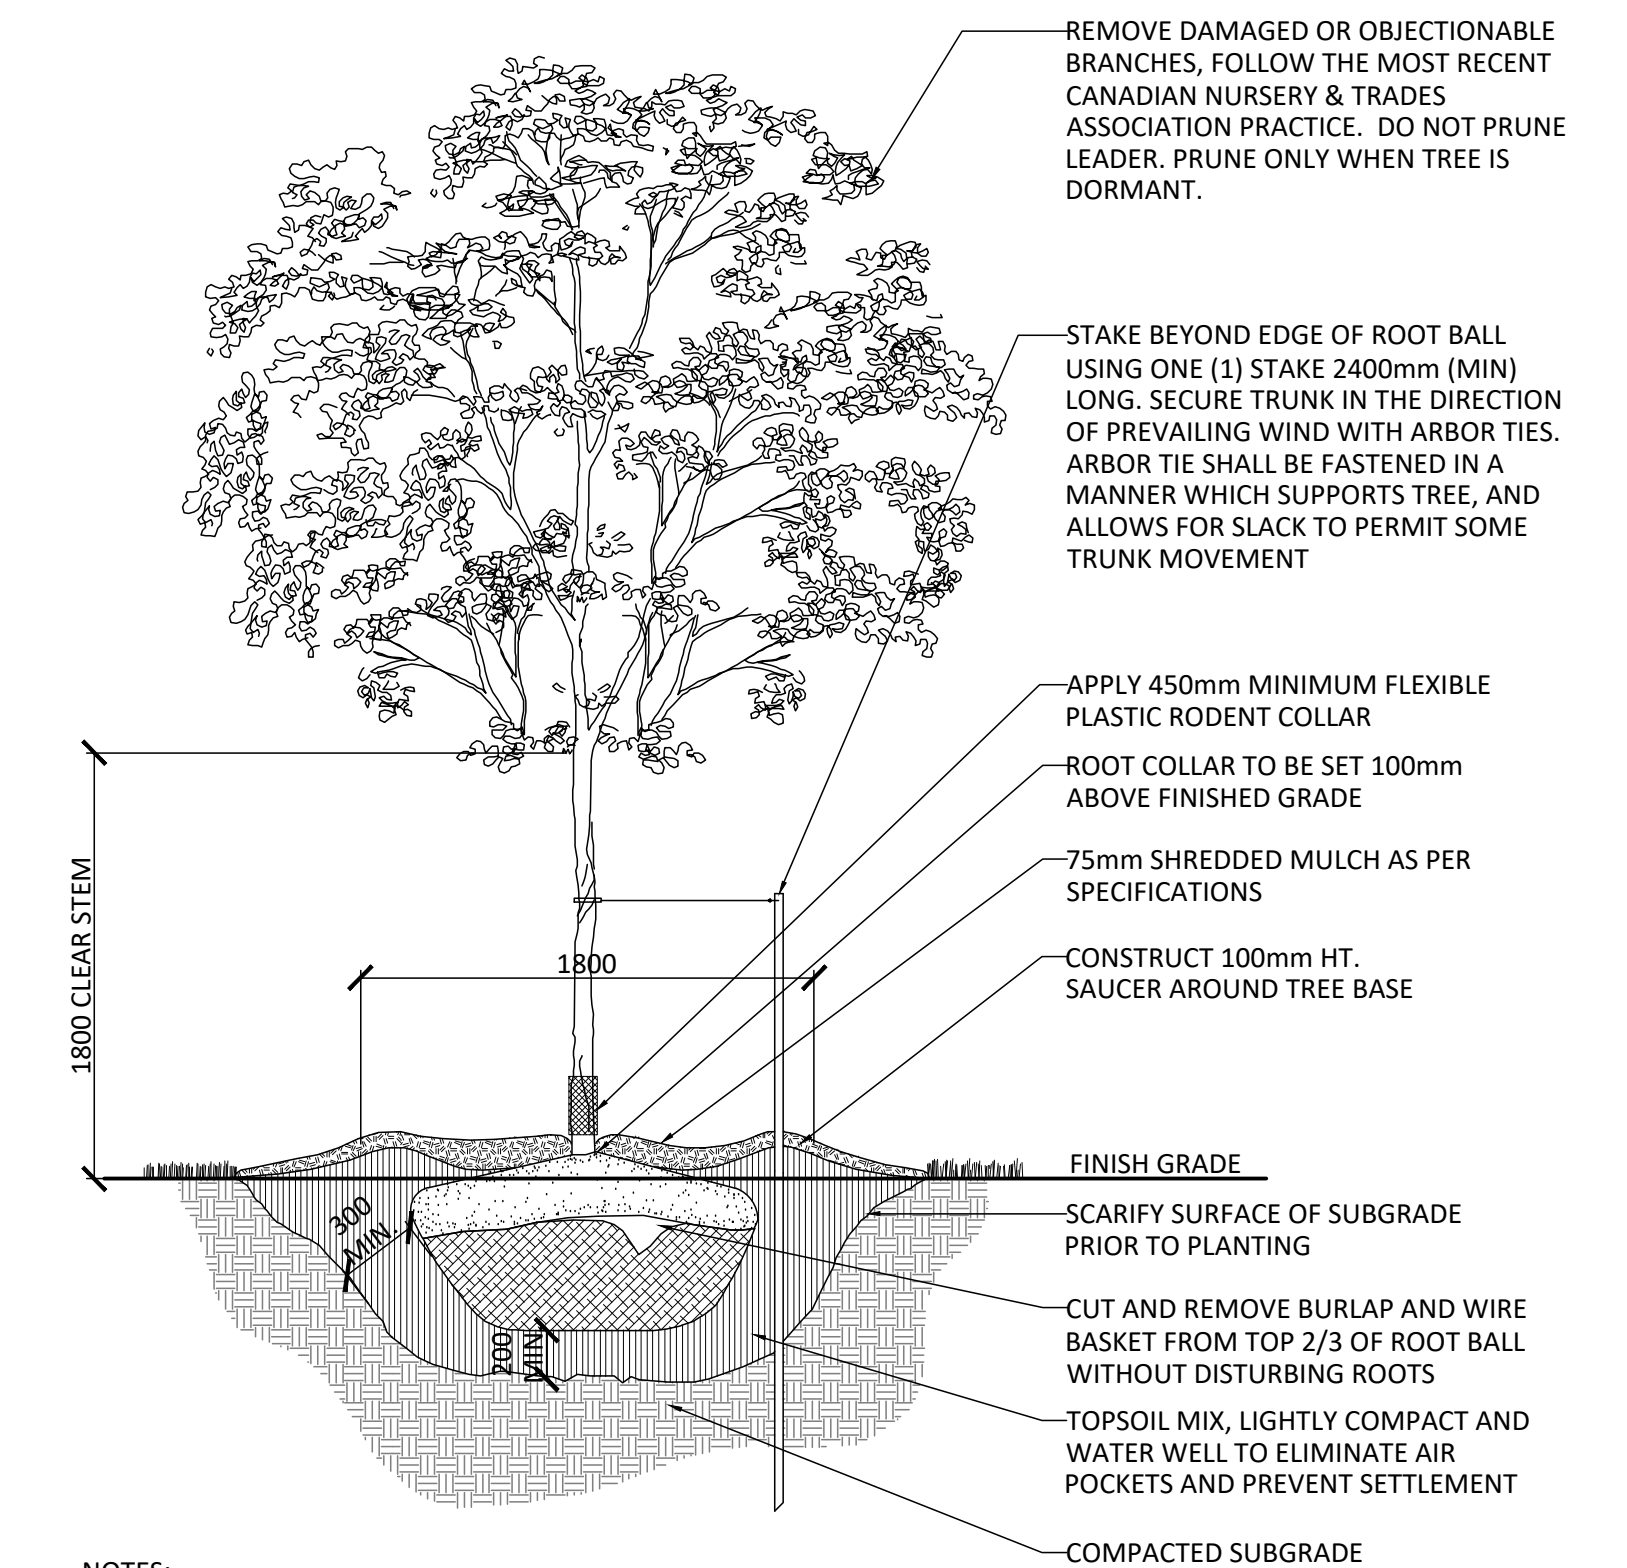 REMOVE DAMAGED OR OBJECTIONABLE
BRANCHES, FOLLOW THE MOST RECENT
CANADIAN NURSERY & TRADES
ASSOCIATION PRACTICE.  DO NOT PRUNE
LEADER. PRUNE ONLY WHEN TREE IS
DORMANT.
STAKE BEYOND EDGE OF ROOT BALL
USING ONE (1) STAKE 2400mm (MIN)
LONG. SECURE TRUNK IN THE DIRECTION
OF PREVAILING WIND WITH ARBOR TIES.
ARBOR TIE SHALL BE FASTENED IN A
MANNER WHICH SUPPORTS TREE, AND
ALLOWS FOR SLACK TO PERMIT SOME
TRUNK MOVEMENT
APPLY 450mm MINIMUM FLEXIBLE
PLASTIC RODENT COLLAR
ROOT COLLAR TO BE SET 100mm
ABOVE FINISHED GRADE
75mm SHREDDED MULCH AS PER
SPECIFICATIONS
CONSTRUCT 100mm HT.
SAUCER AROUND TREE BASE
1800 CLEAR STEM
1800
FINISH GRADE
300
MIN.
200
MIN.
SCARIFY SURFACE OF SUBGRADE
PRIOR TO PLANTING
CUT AND REMOVE BURLAP AND WIRE
BASKET FROM TOP 2/3 OF ROOT BALL
WITHOUT DISTURBING ROOTS
TOPSOIL MIX, LIGHTLY COMPACT AND
WATER WELL TO ELIMINATE AIR
POCKETS AND PREVENT SETTLEMENT
COMPACTED SUBGRADE
NOTES: